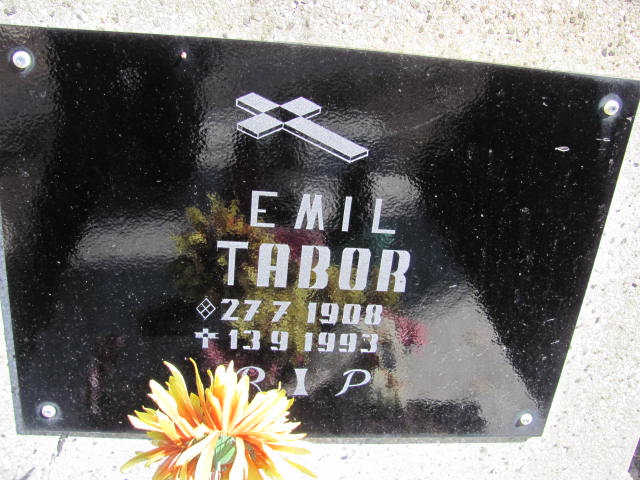 EMIL
TABOR
27 7 1908
13 9 1993
R I P